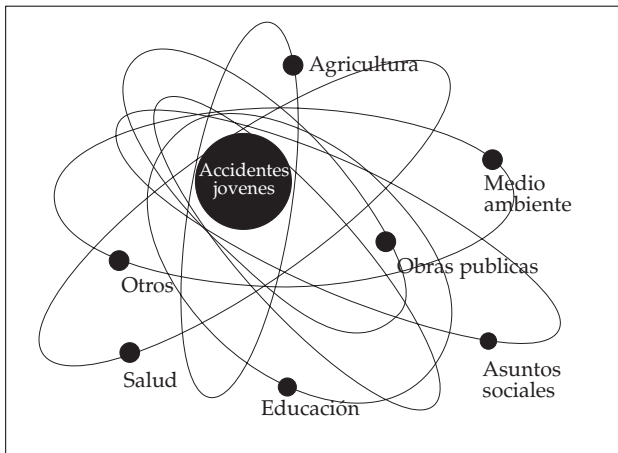 Agricultura
Accidentes
jovenes
Medio
ambiente
Obras publicas
Otros
Salud
Educación
Asuntos
sociales